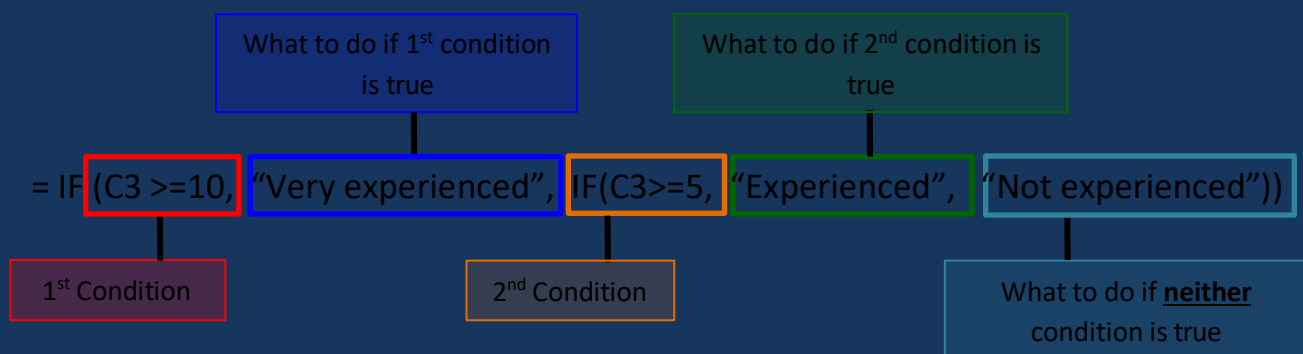 What to do if 1st condition
is true
What to do if 2nd condition is
true
= IF (C3 >=10, “Very experienced”, IF(C3>=5, “Experienced”, “Not experienced”))
1st Condition
2nd Condition
What to do if neither
condition is true